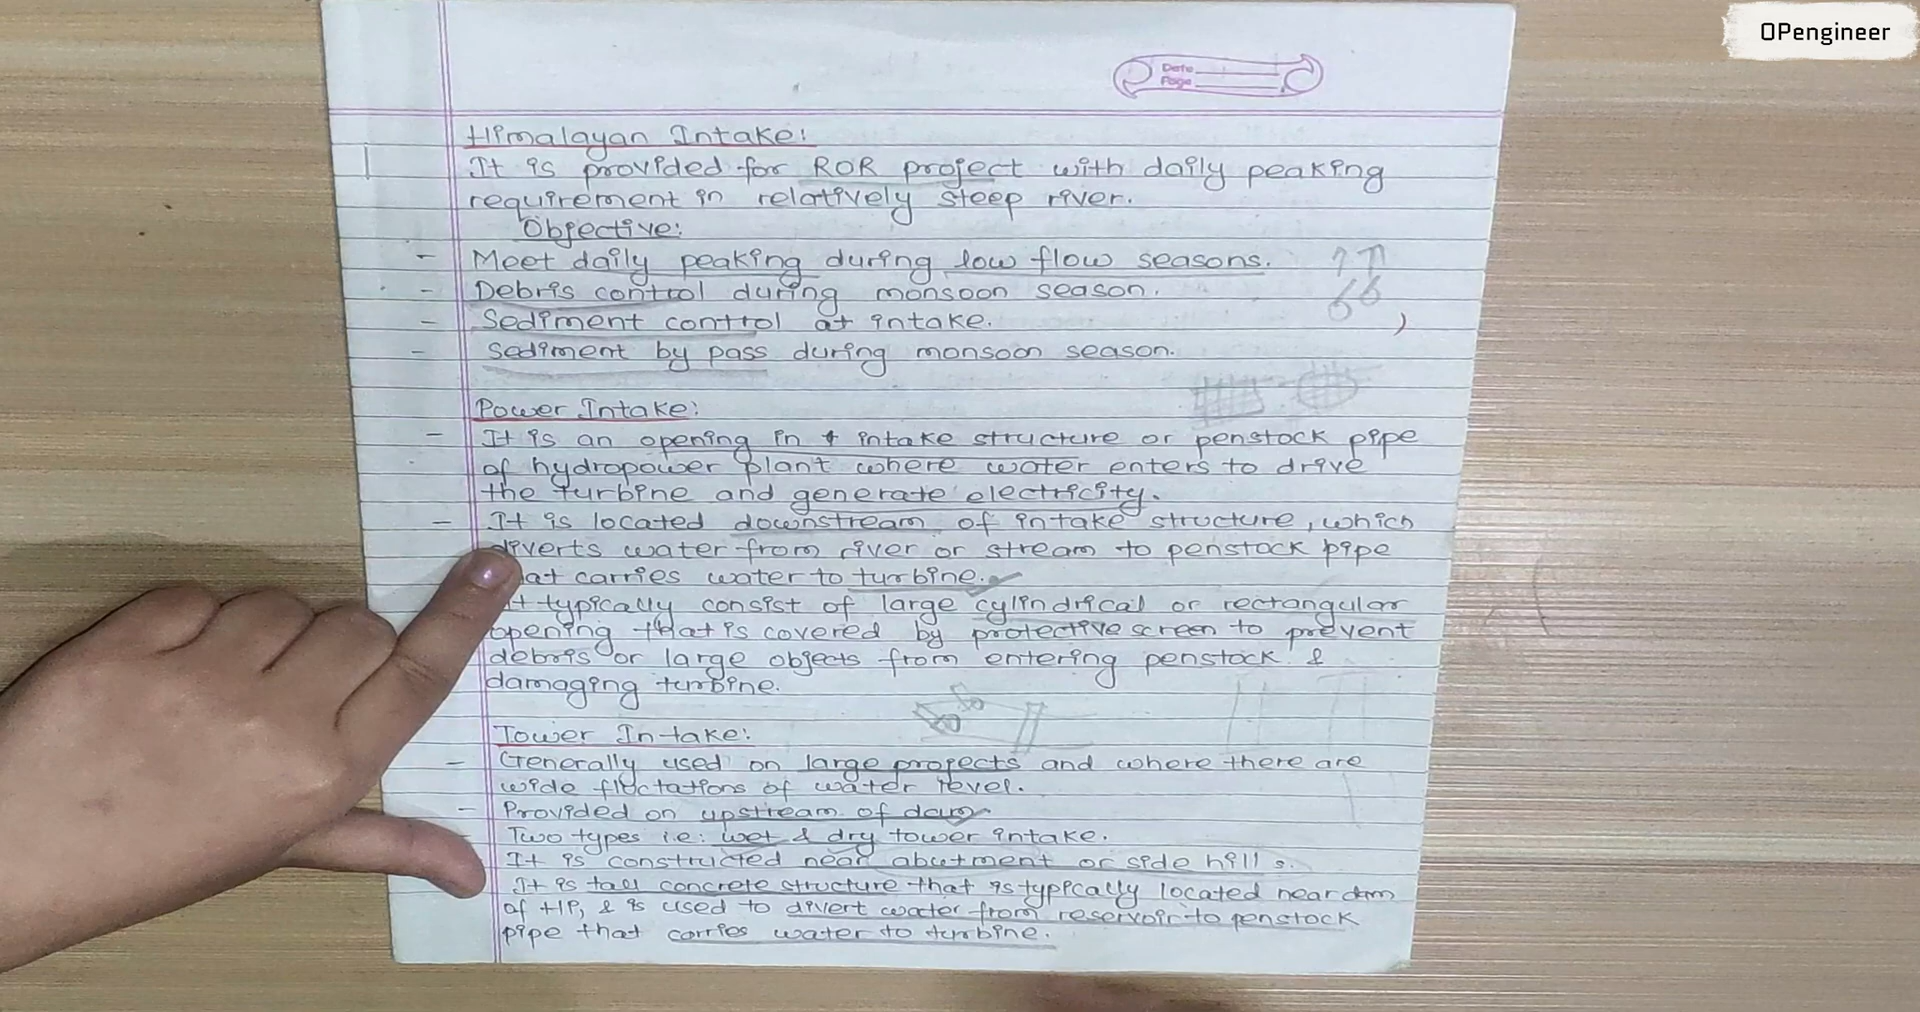 OPengineer
Date
Page
Himalayan Intake:
It is provided for ROR project with daily peaking
requirement in relatively steep river.
Objective:
- Meet daily peaking during low flow seasons.
- Debris control during monsoon season.
- Sediment control at intake.
- Sediment by pass during monsoon season.
Power Intake:
- It is an opening in intake structure or penstock pipe
of hydropower plant where water enters to drive
the turbine and generate electricity.
- It is located downstream of intake structure, which
diverts water from river or stream to penstock pipe
at carries water to turbine.
It typically consist of large cylindrical or rectangular
opening that is covered by protective screen to prevent
debris or large objects from entering penstock &
damaging turbine.
Tower Intake:
- Generally used on large projects and where there are
wide fluctations of water level.
- Provided on upstream of dam
Two types i.e: wet & dry tower intake.
It is constructed near abutment or side hills.
It is tall concrete structure that is typically located near dam
of HP, & is used to divert water from reservoir to penstock
pipe that carries water to turbine.